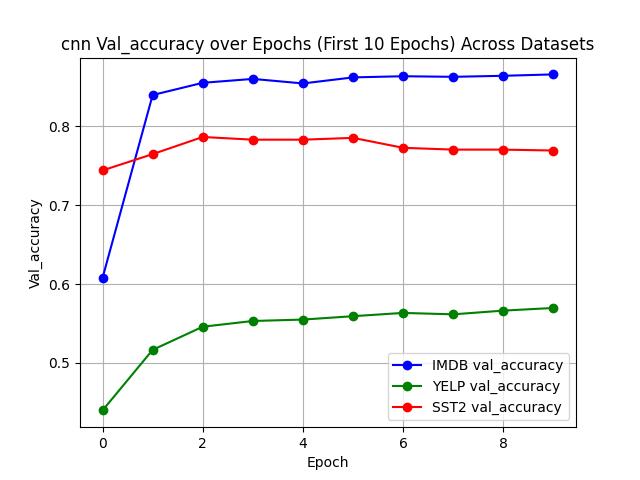 cnn Val_accuracy over Epochs (First 10 Epochs) Across Datasets
Val_accuracy
0.8
0.7
0.6
0.5
0 2 4 6 8
Epoch
IMDB val_accuracy
YELP val_accuracy
SST2 val_accuracy